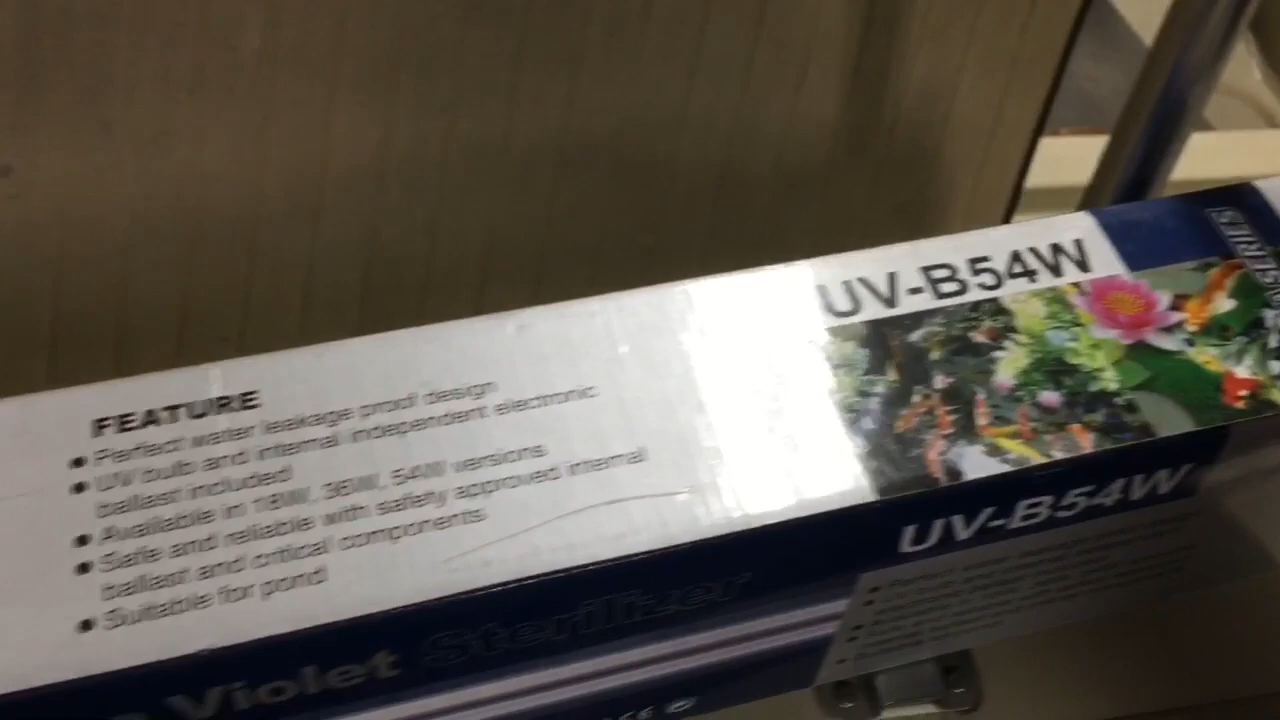 UV-B54W
SERIES
FEATURE
● Perfect water leakage proof design
● UV bulb and internal independent electronic
ballast included
● Available in 18W, 36W, 54W versions
● Safe and reliable with safety approved internal
ballast and critical components
● Suitable for pond
UV-B54W
Violet Sterilizer